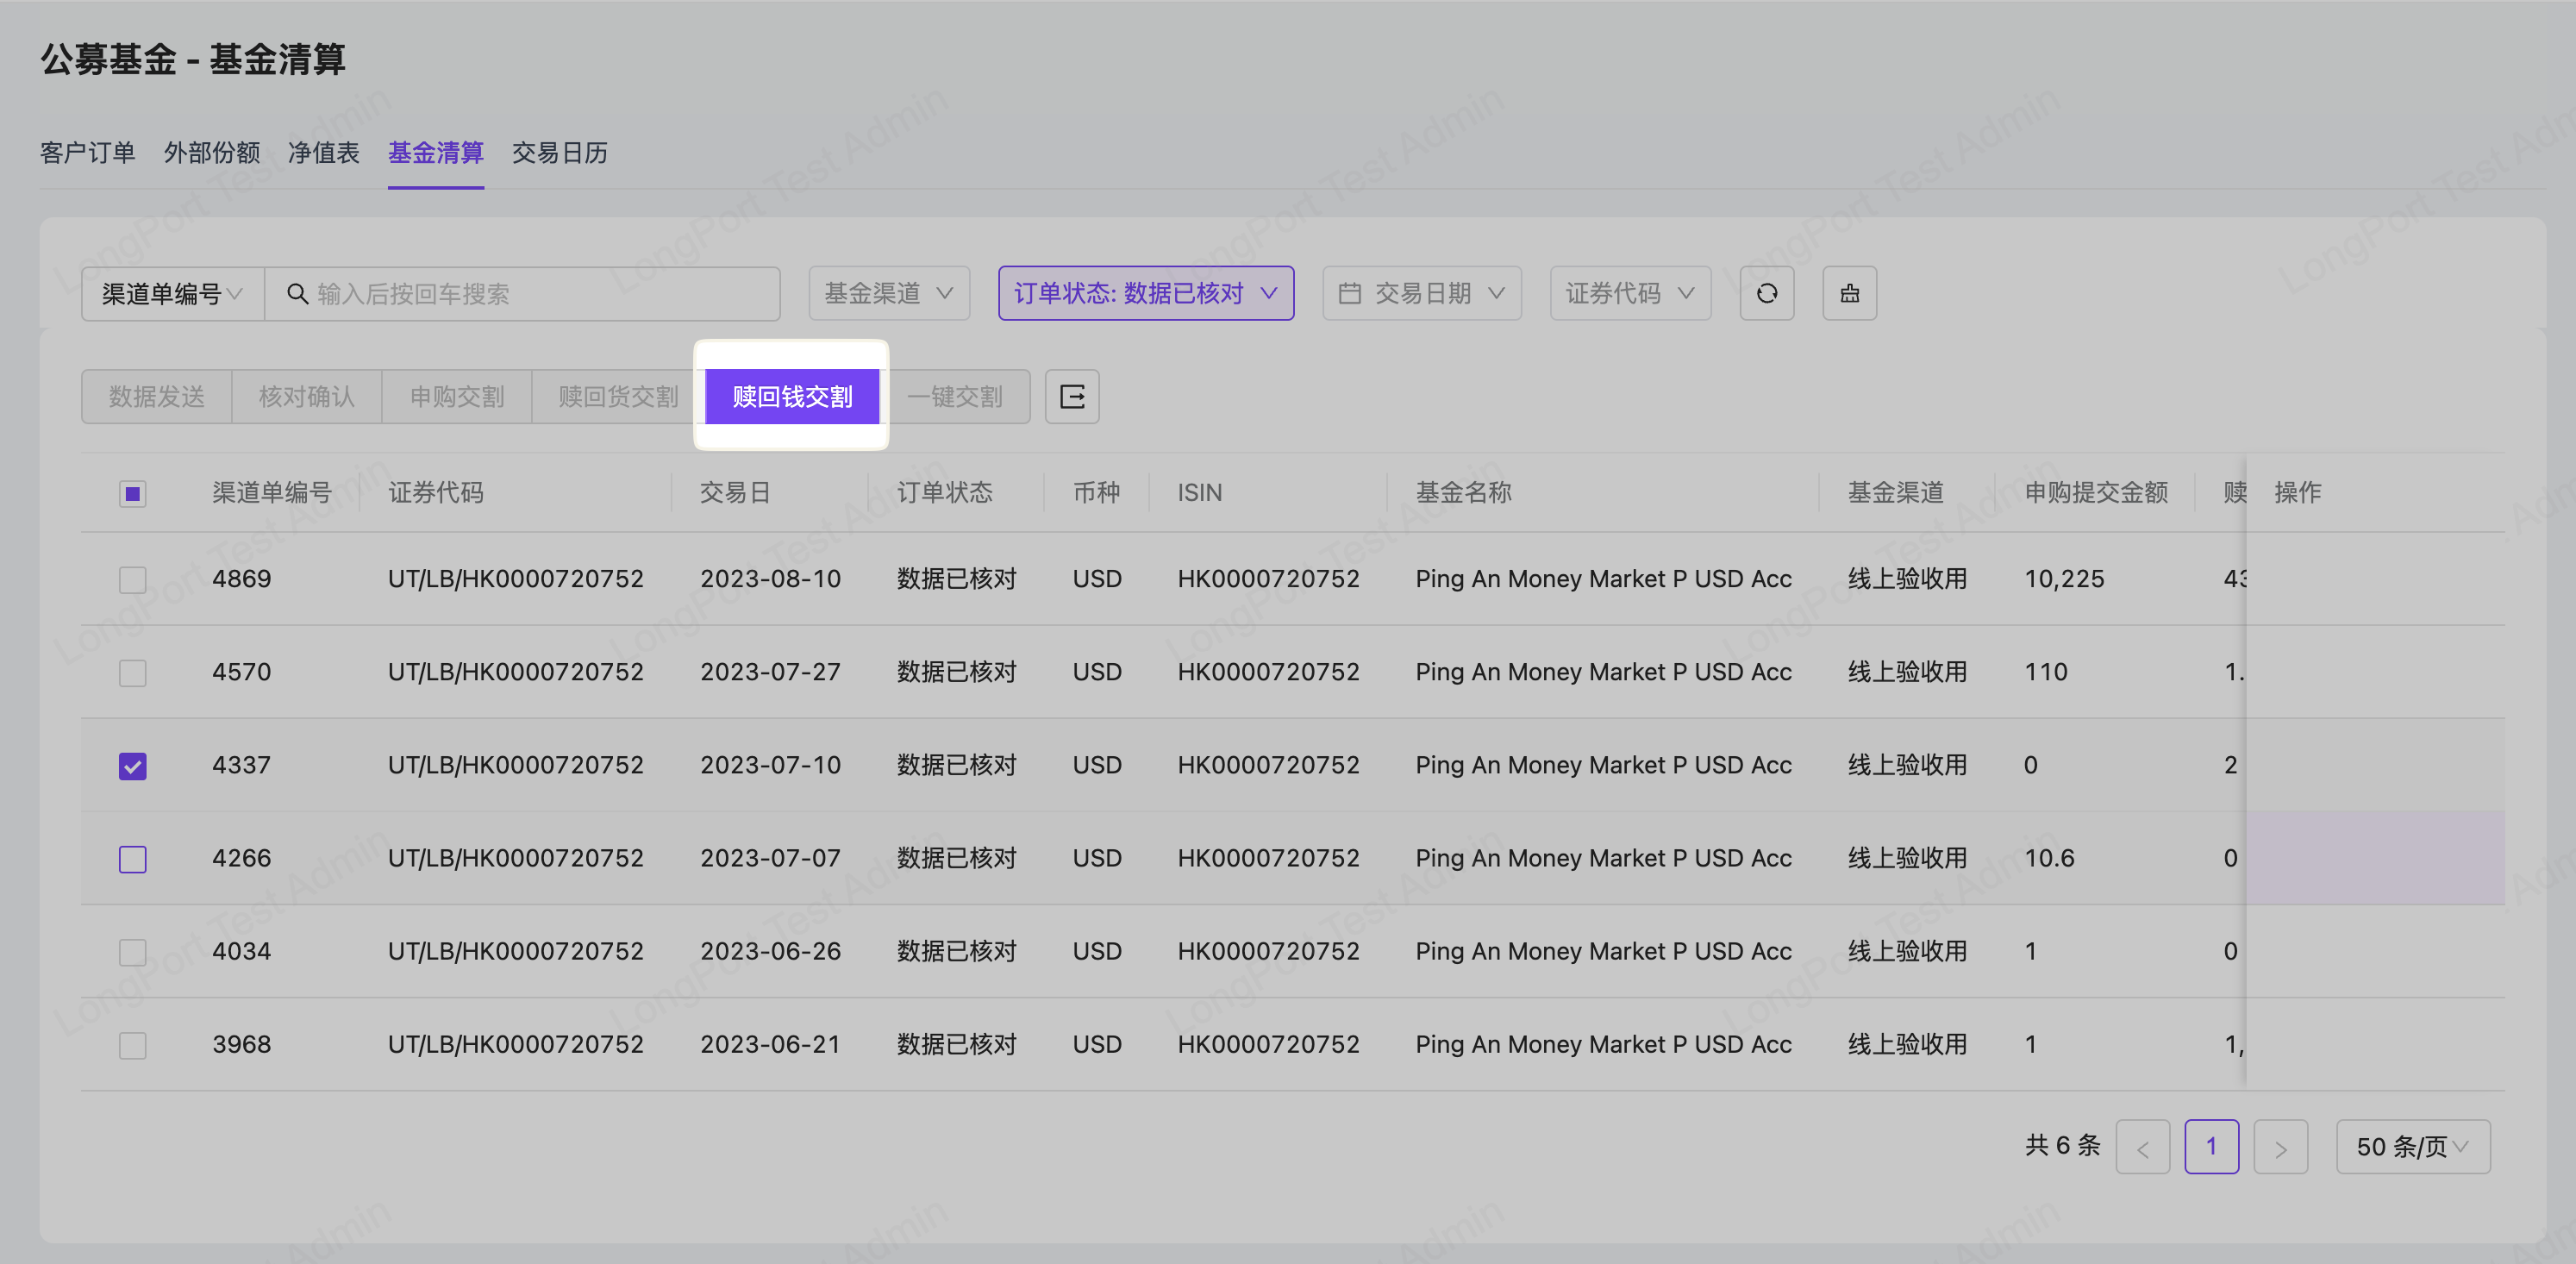 公募基金 - 基金清算
客户订单 外部份额 净值表 基金清算 交易日历
渠道单编号 输入后按回车搜索 基金渠道 订单状态: 数据已核对 交易日期 证券代码
数据发送 核对确认 申购交割 赎回货交割 赎回钱交割 一键交割
渠道单编号 证券代码 交易日 订单状态 币种 ISIN 基金名称 基金渠道 申购提交金额 赎 操作
4869 UT/LB/HK0000720752 2023-08-10 数据已核对 USD HK0000720752 Ping An Money Market P USD Acc 线上验收用 10,225 43
4570 UT/LB/HK0000720752 2023-07-27 数据已核对 USD HK0000720752 Ping An Money Market P USD Acc 线上验收用 110 1.
4337 UT/LB/HK0000720752 2023-07-10 数据已核对 USD HK0000720752 Ping An Money Market P USD Acc 线上验收用 0 2
4266 UT/LB/HK0000720752 2023-07-07 数据已核对 USD HK0000720752 Ping An Money Market P USD Acc 线上验收用 10.6 0
4034 UT/LB/HK0000720752 2023-06-26 数据已核对 USD HK0000720752 Ping An Money Market P USD Acc 线上验收用 1 0
3968 UT/LB/HK0000720752 2023-06-21 数据已核对 USD HK0000720752 Ping An Money Market P USD Acc 线上验收用 1 1,
共 6 条 < 1 > 50 条/页
LongPort Test Admin